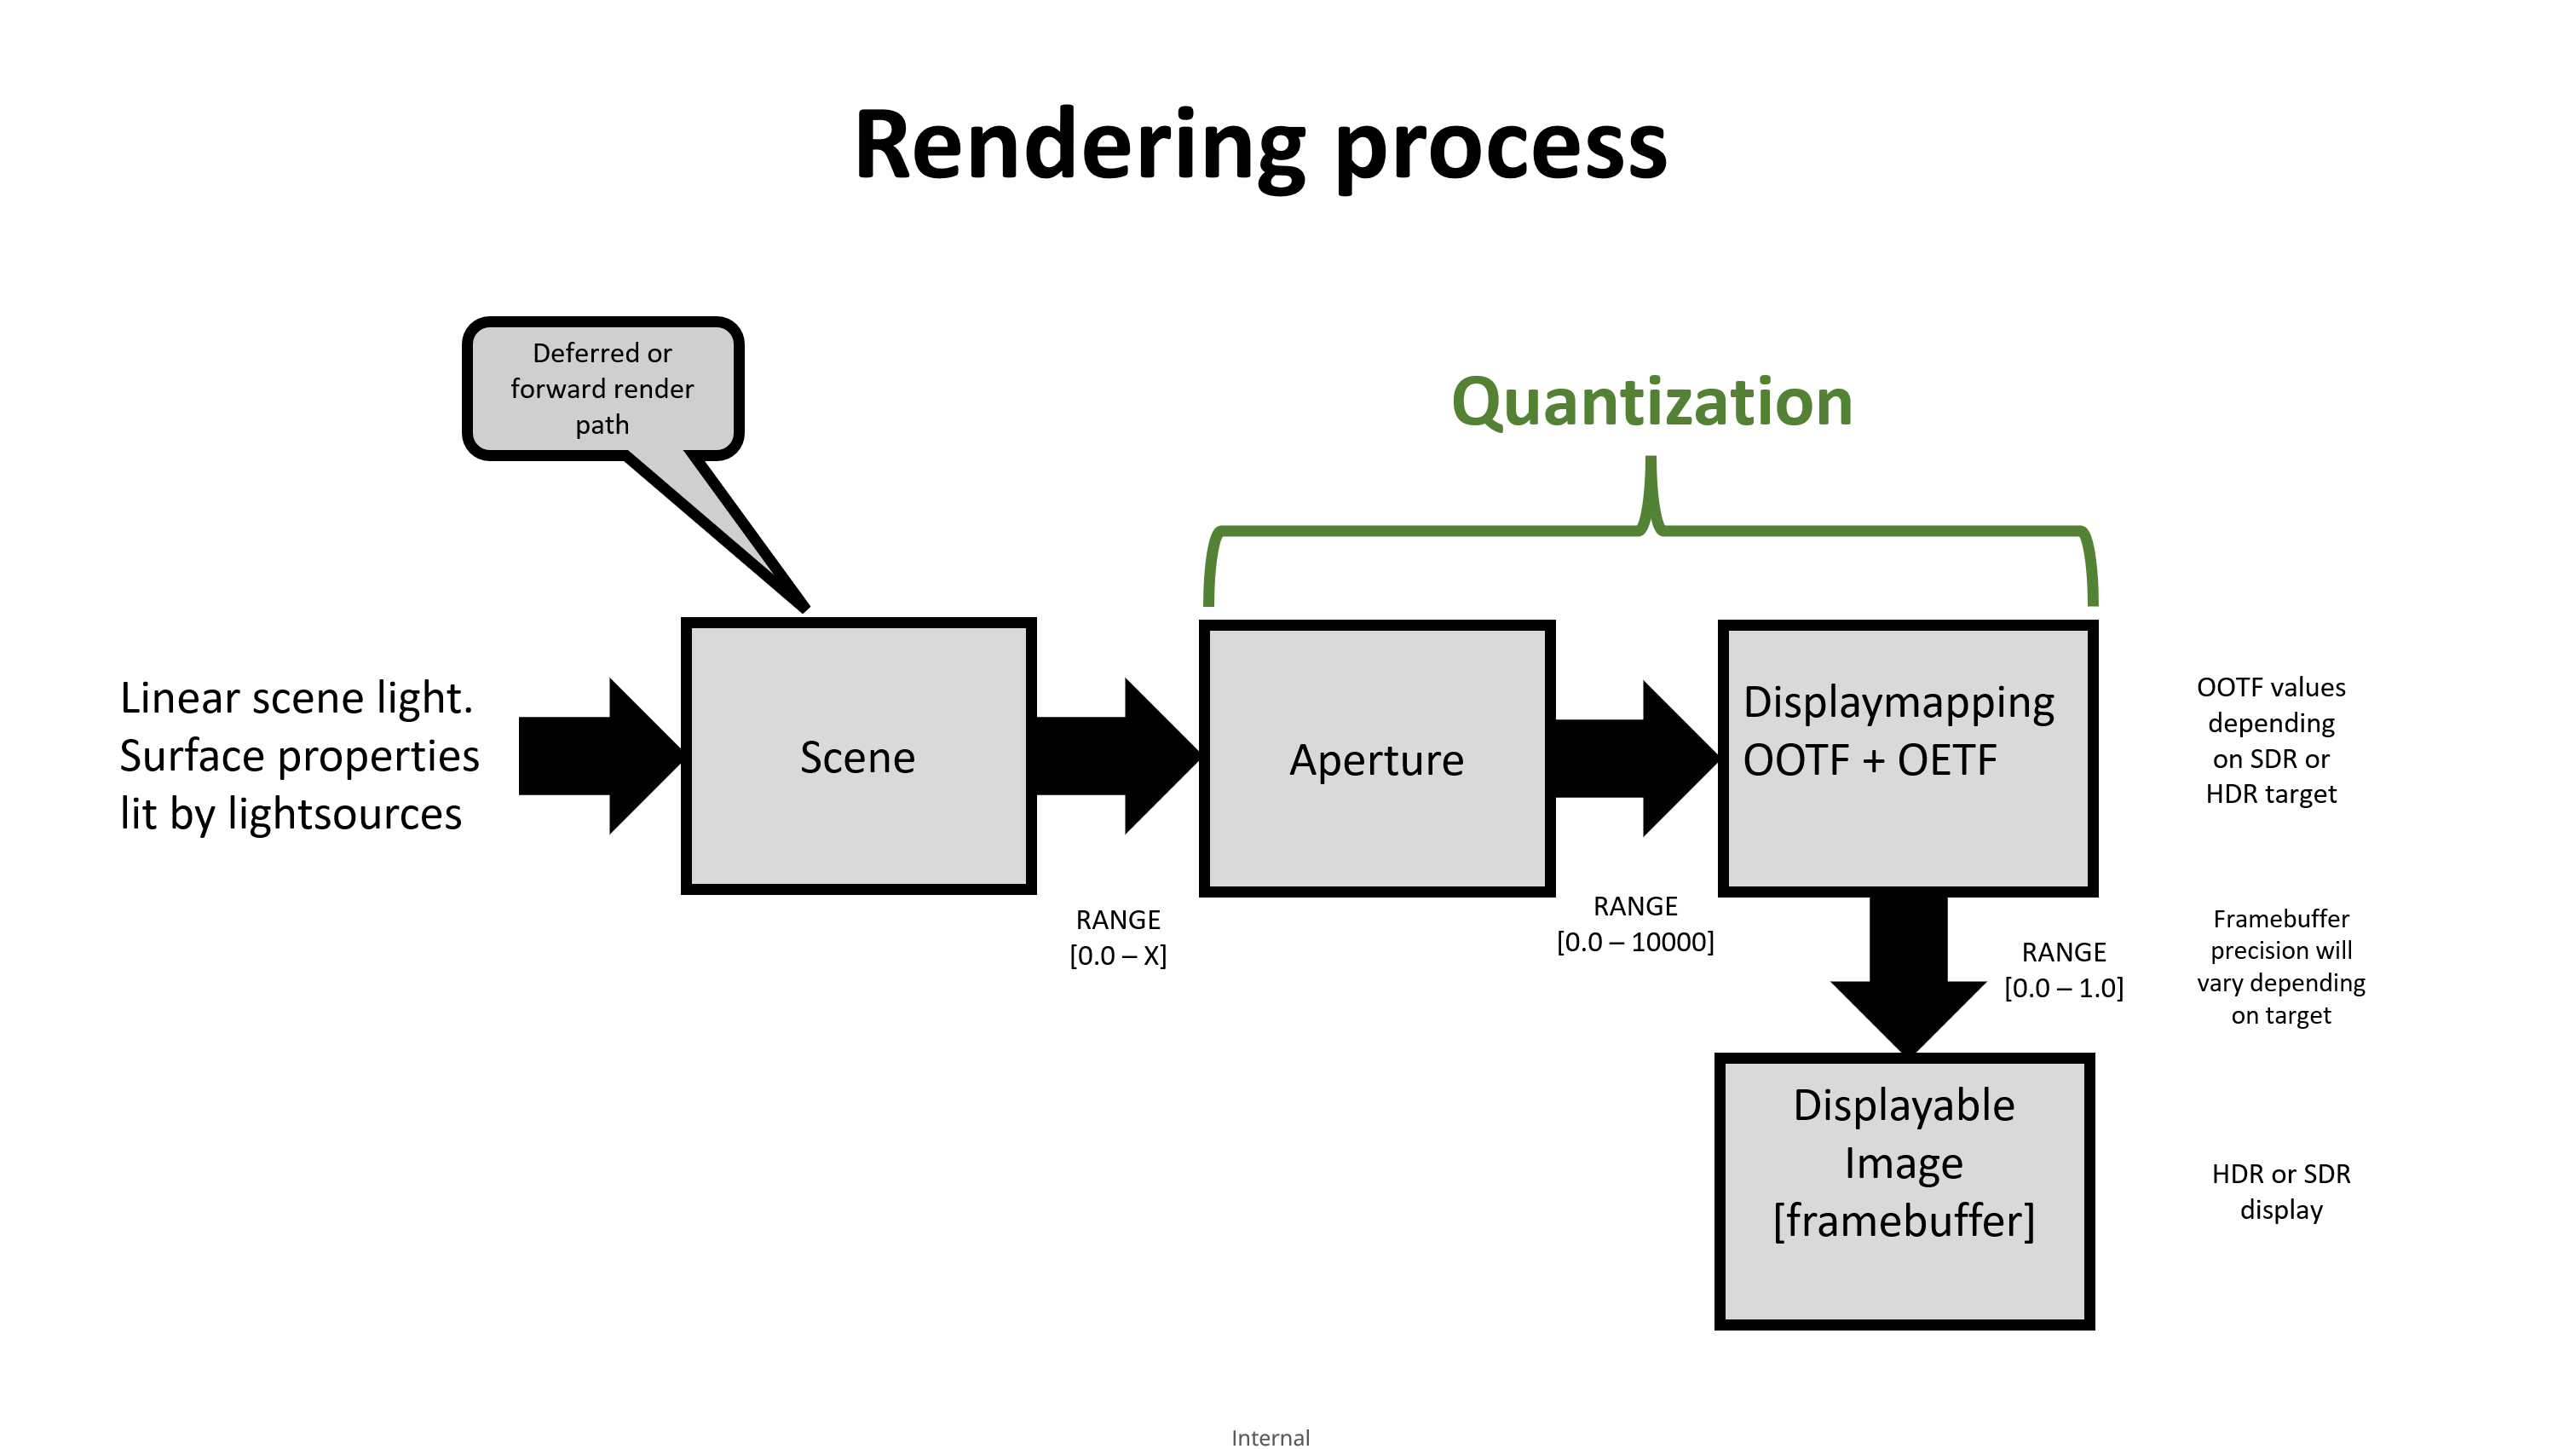 Rendering process
Deferred or
forward render
path
Quantization
Linear scene light.
Surface properties
lit by lightsources
Scene
Aperture
Displaymapping
OOTF + OETF
OOTF values
depending
on SDR or
HDR target
RANGE
[0.0 – X]
RANGE
[0.0 – 10000]
RANGE
[0.0 – 1.0]
Framebuffer
precision will
vary depending
on target
Displayable
Image
[framebuffer]
HDR or SDR
display
Internal